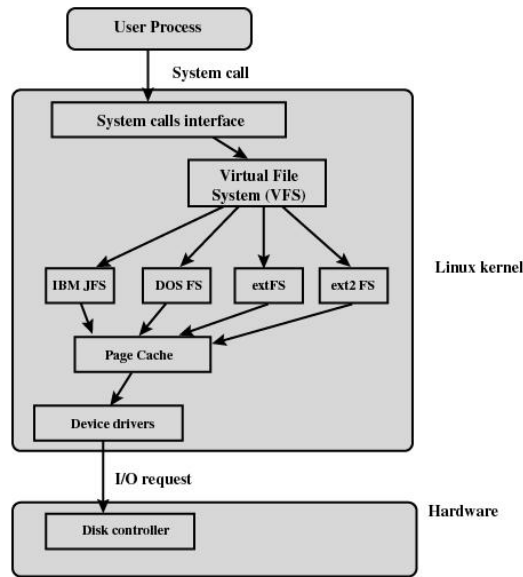 User Process
System call
System calls interface
Virtual File
System (VFS)
Linux kernel
IBM JFS
DOS FS
extFS
ext2 FS
Page Cache
Device drivers
I/O request
Hardware
Disk controller